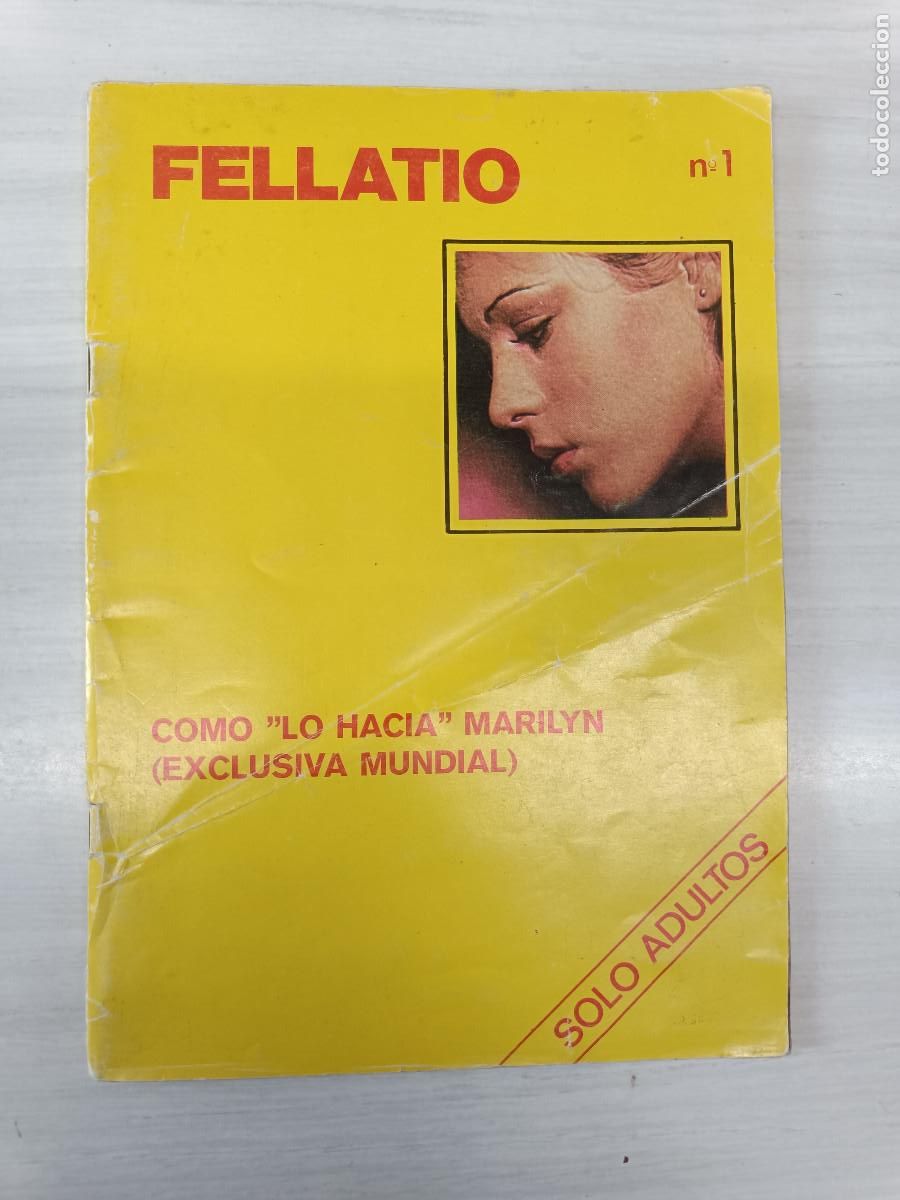 FELLATIO
nº1
COMO "LO HACIA" MARILYN
(EXCLUSIVA MUNDIAL)
SOLO ADULTOS
todocoleccion